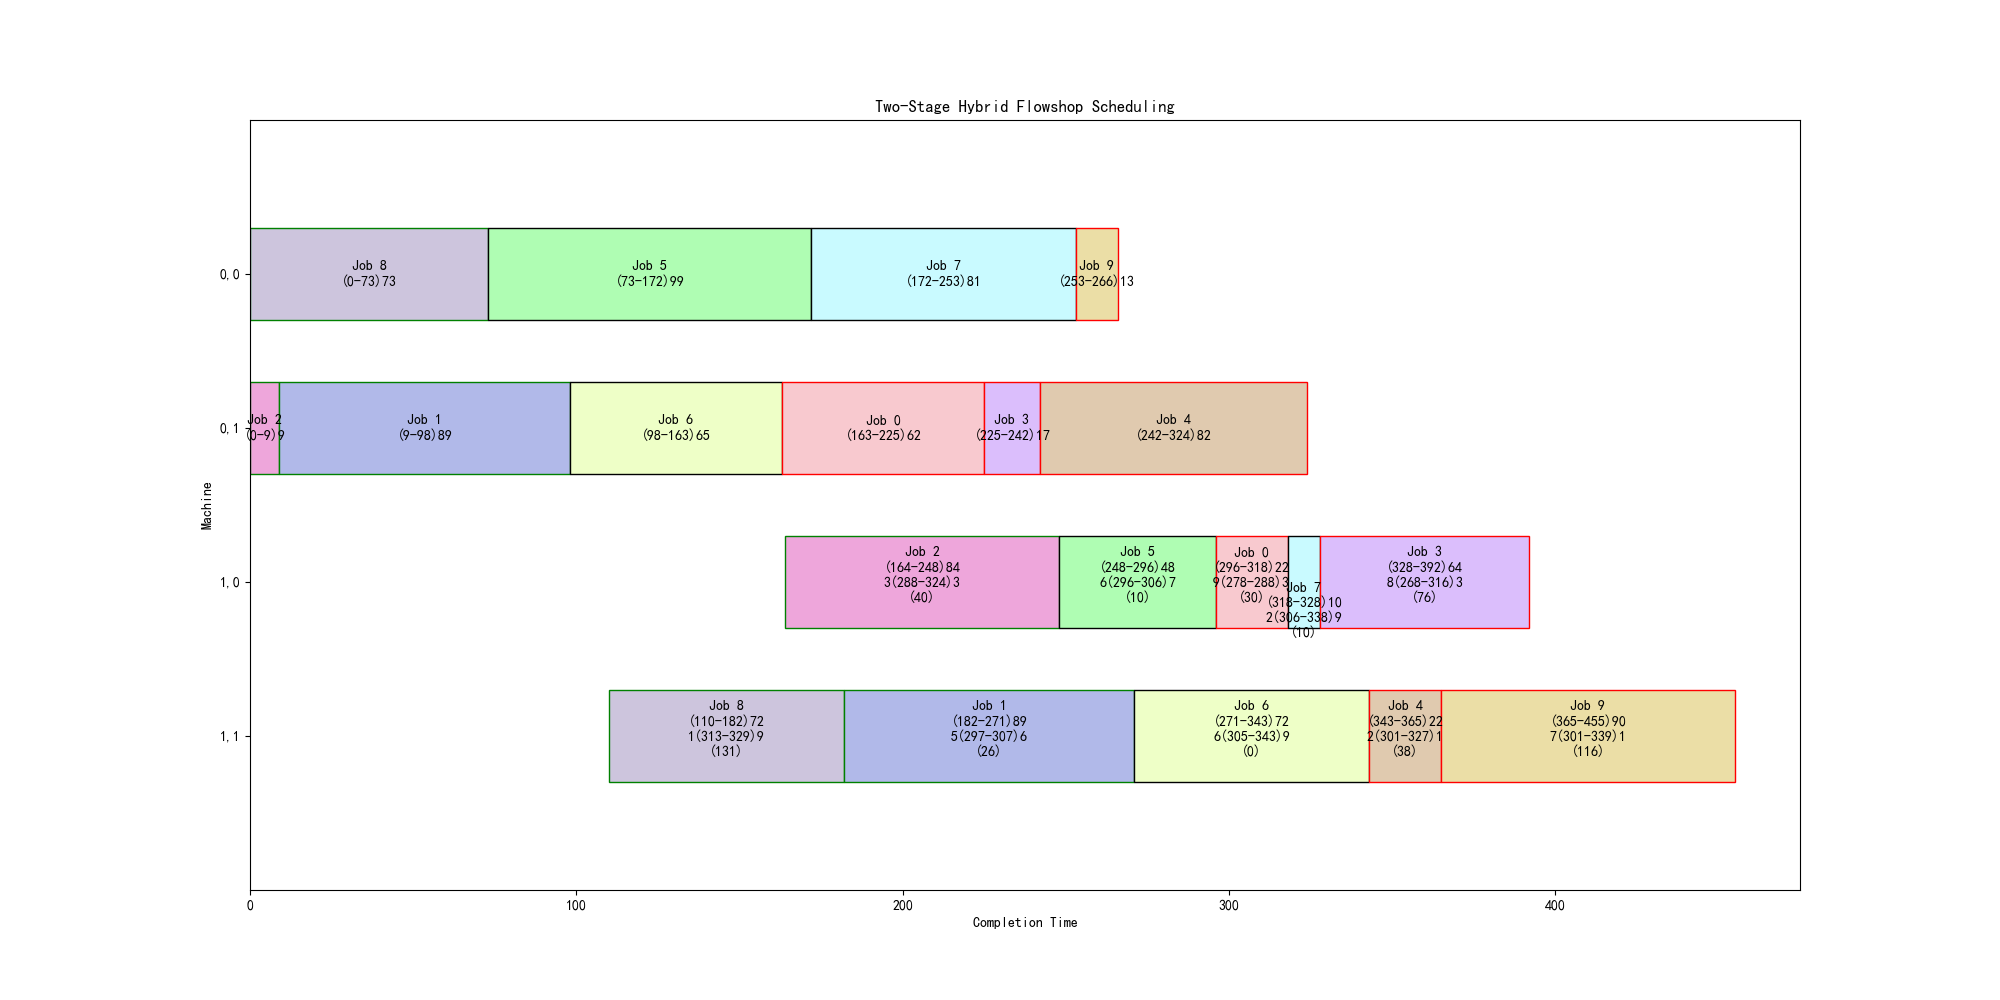 Two-Stage Hybrid Flowshop Scheduling
Machine
0,0
Job 8
(0-73)73
Job 5
(73-172)99
Job 7
(172-253)81
Job 9
(253-266)13
0,1
Job 2
(0-9)9
Job 1
(9-98)89
Job 6
(98-163)65
Job 0
(163-225)62
Job 3
(225-242)17
Job 4
(242-324)82
1,0
Job 2
(164-248)84
3(288-324)3
(40)
Job 5
(248-296)48
6(296-306)7
(10)
Job 0
(296-318)22
9(278-288)3
(30)
Job 7
(318-328)10
2(306-338)9
(10)
Job 3
(328-392)64
8(268-316)3
(76)
1,1
Job 8
(110-182)72
1(313-329)9
(131)
Job 1
(182-271)89
5(297-307)6
(26)
Job 6
(271-343)72
6(305-343)9
(0)
Job 4
(343-365)22
2(301-327)1
(38)
Job 9
(365-455)90
7(301-339)1
(116)
0
100
200
300
400
Completion Time